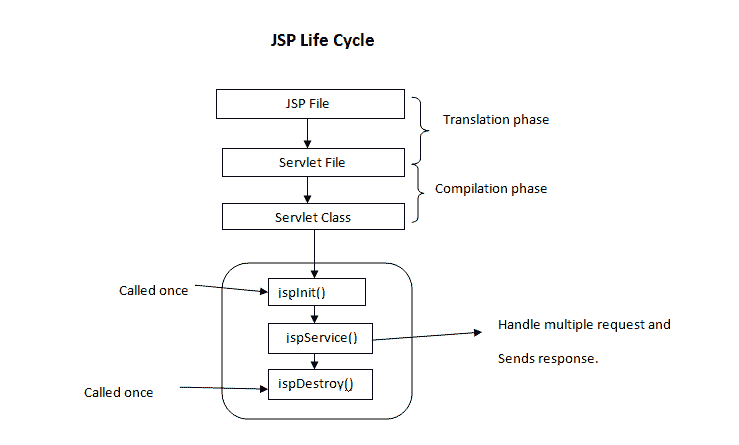 JSP Life Cycle
JSP File
Translation phase
Servlet File
Compilation phase
Servlet Class
Called once
jspInit()
jspService()
Handle multiple request and
Sends response.
jspDestroy()
Called once